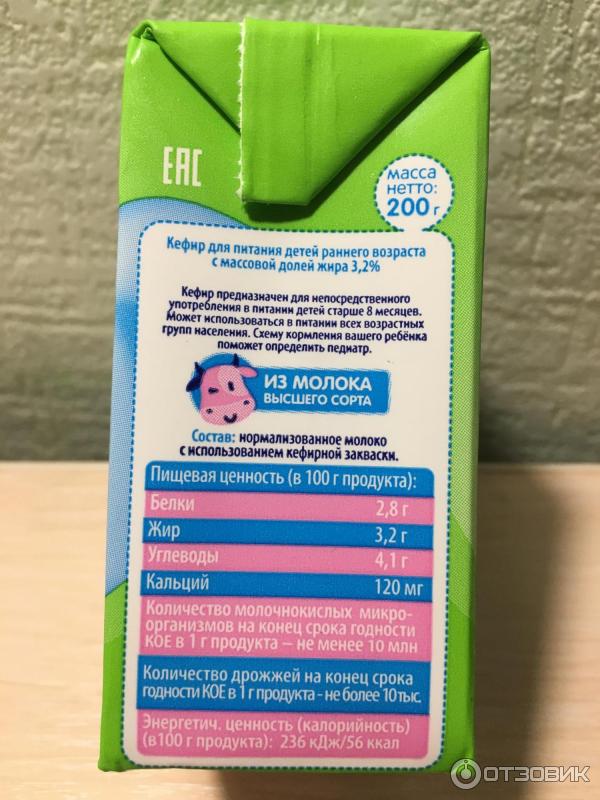 EAC
масса
нетто:
200 г
Кефир для питания детей раннего возраста
с массовой долей жира 3,2%
Кефир предназначен для непосредственного
употребления в питании детей старше 8 месяцев.
Может использоваться в питании всех возрастных
групп населения. Схему кормления вашего ребёнка
поможет определить педиатр.
ИЗ МОЛОКА
ВЫСШЕГО СОРТА
Состав: нормализованное молоко
с использованием кефирной закваски.
Пищевая ценность (в 100 г продукта):
Белки 2,8 г
Жир 3,2 г
Углеводы 4,1 г
Кальций 120 мг
Количество молочнокислых микро-
организмов на конец срока годности
КОЕ в 1 г продукта – не менее 10 млн
Количество дрожжей на конец срока
годности КОЕ в 1 г продукта - не более 10 тыс.
Энергетич. ценность (калорийность)
(в100 г продукта): 236 кДж/56 ккал
ОТЗОВИК